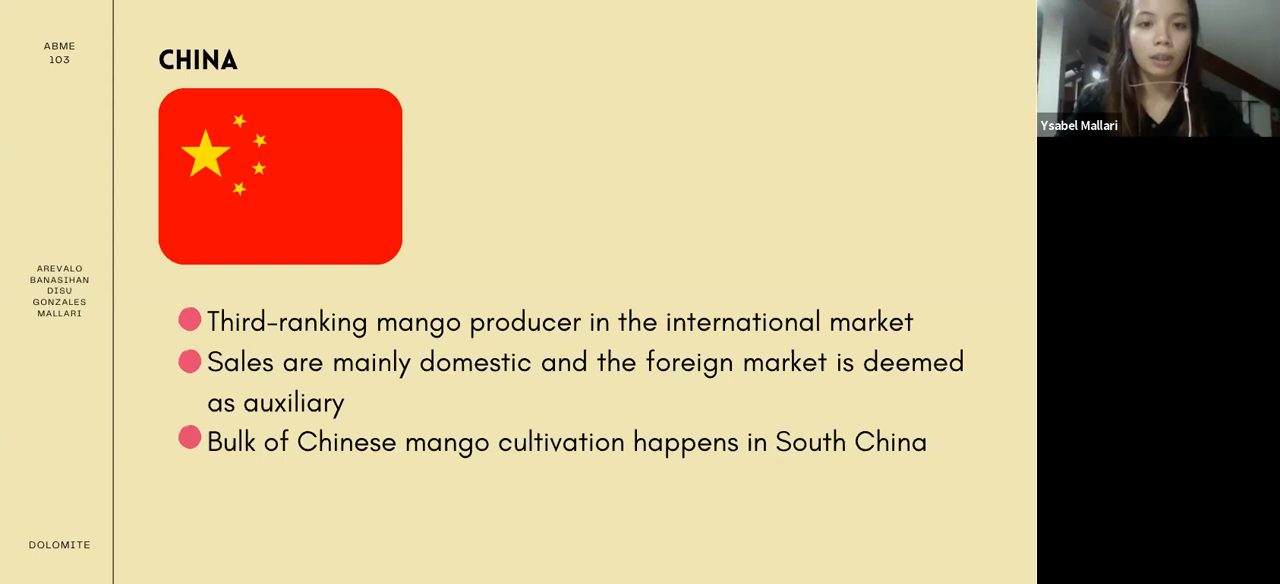 ABME
103
CHINA
AREVALO
BANASIHAN
DISU
GONZALES
MALLARI
Third-ranking mango producer in the international market
Sales are mainly domestic and the foreign market is deemed
as auxiliary
Bulk of Chinese mango cultivation happens in South China
DOLOMITE
Ysabel Mallari